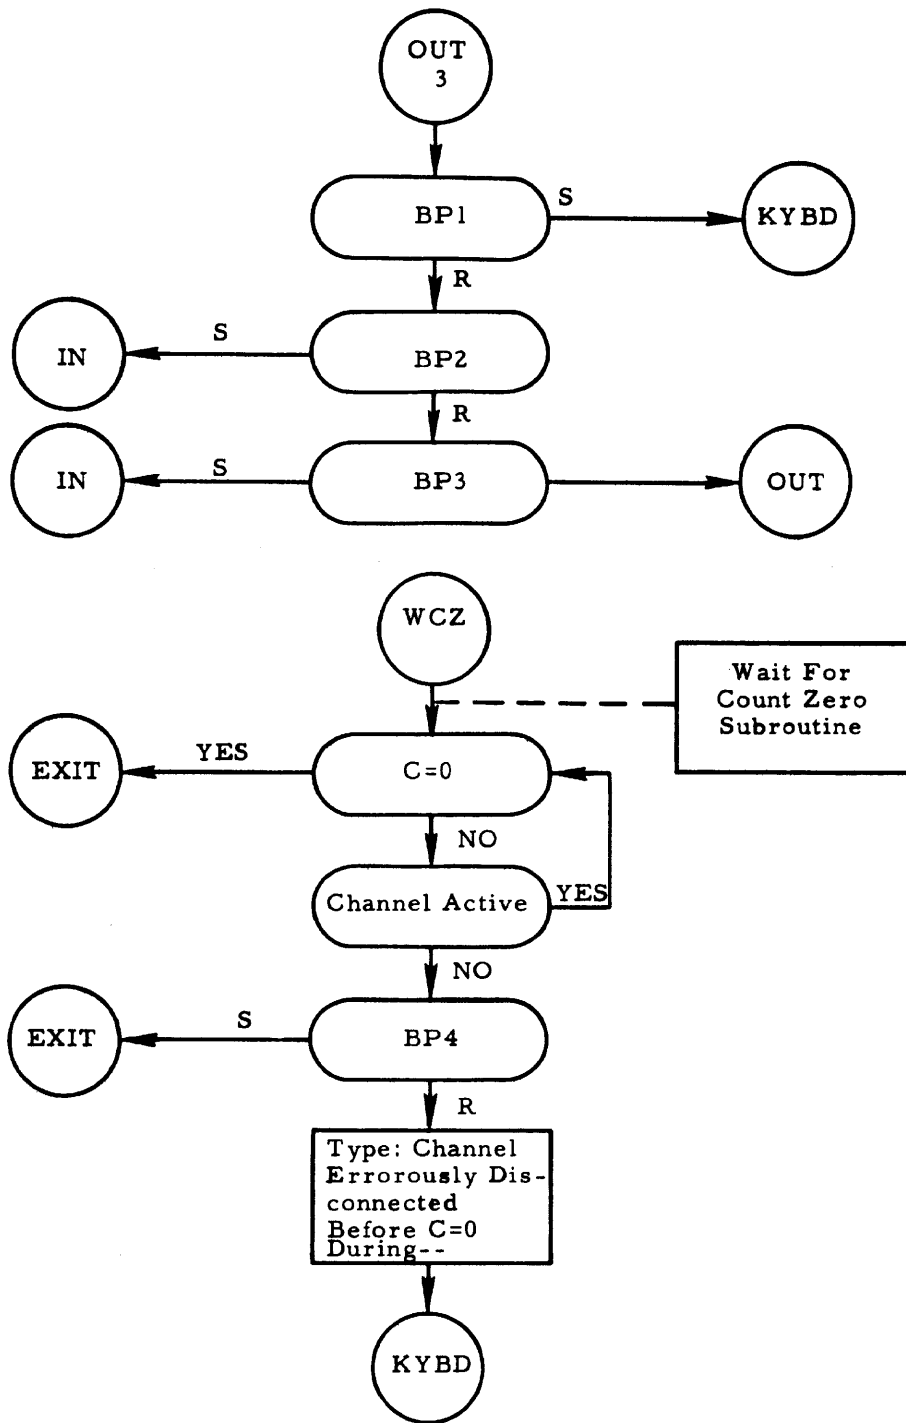 OUT
3
BP1
S
KYBD
R
IN
S
BP2
R
IN
S
BP3
OUT
WCZ
Wait For
Count Zero
Subroutine
EXIT
YES
C=0
NO
Channel Active
YES
NO
EXIT
S
BP4
R
Type: Channel
Errorously Dis-
connected
Before C=0
During--
KYBD